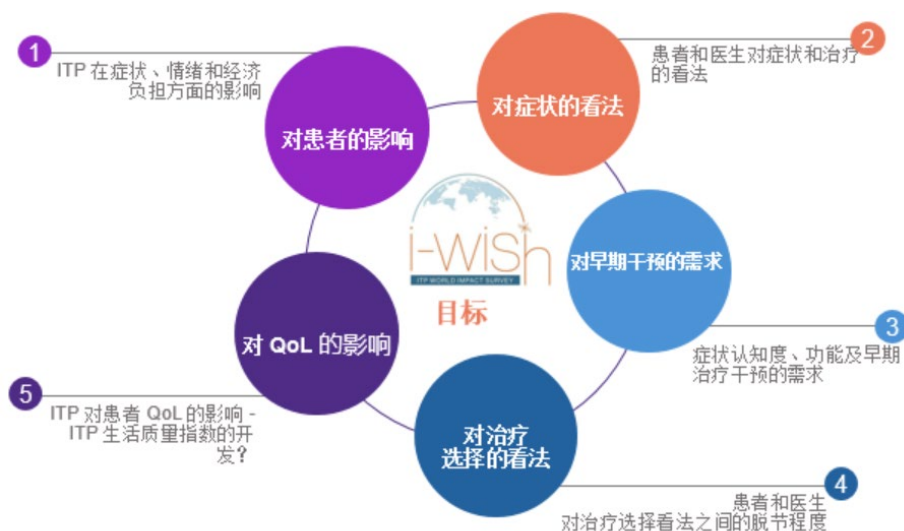 1
ITP 在症状、情绪和经济
负担方面的影响
对患者的影响
对症状的看法
2
患者和医生对症状和治疗
的看法
i-WiSh
ITP WORLD IMPACT SURVEY
目标
对早期干预的需求
3
症状认知度、功能及早期
治疗干预的需求
对治疗
选择的看法
4
患者和医生
对治疗选择看法之间的脱节程度
对 QoL 的影响
5
ITP 对患者 QoL 的影响 -
ITP 生活质量指数的开
发?